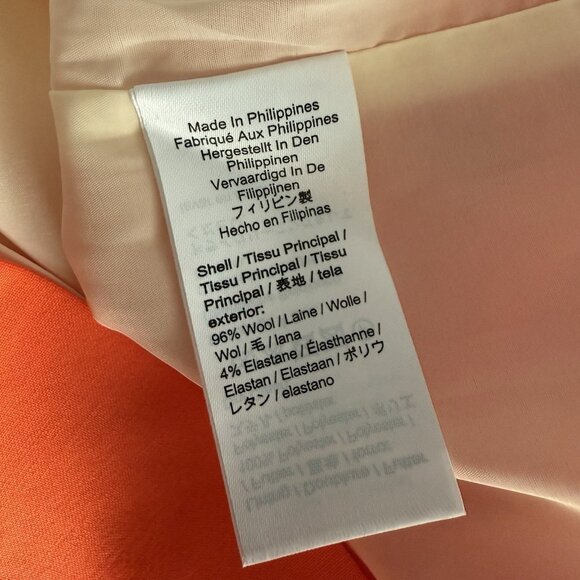 Made In Philippines
Fabriqué Aux Philippines
Hergestellt In Den
Philippinen
Vervaardigd In De
Filippijnen
フィリピン製
Hecho en Filipinas
Shell / Tissu Principal /
Tissu Principal / Tissu
Principal / 表地 / tela
exterior:
96% Wool / Laine / Wolle /
Wol / 毛 / lana
4% Elastane / Élasthanne /
Elastan / Elastaan / ポリウ
レタン / elastano